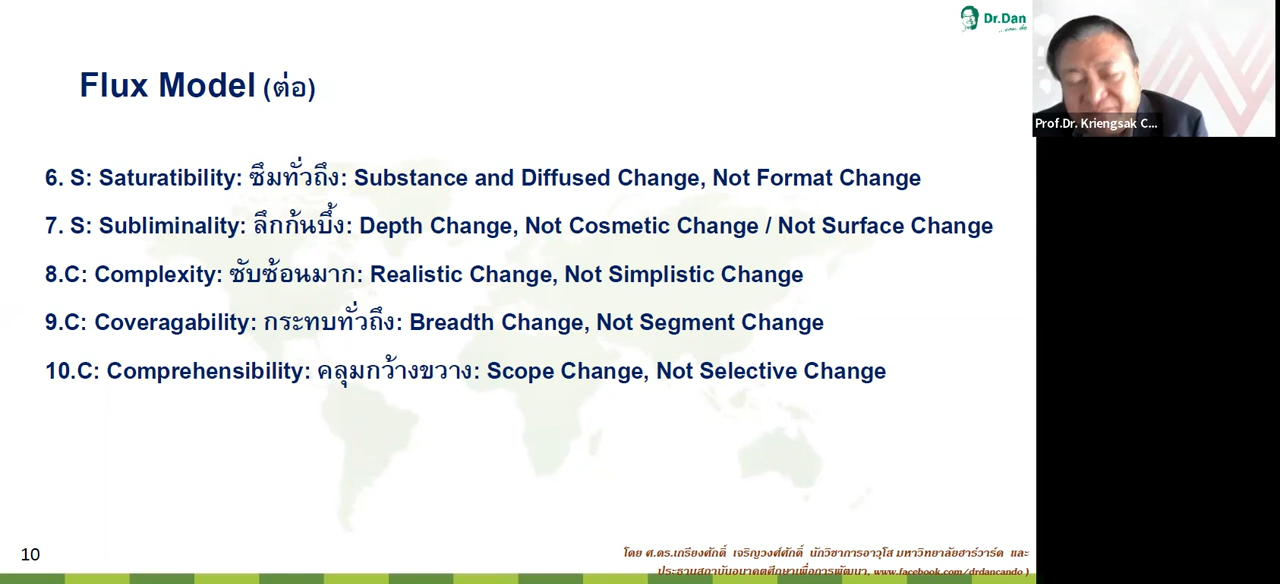 Dr.Dan
...can do
Prof.Dr. Kriengsak C...
Flux Model (ต่อ)
6. S: Saturatibility: ซึมทั่วถึง: Substance and Diffused Change, Not Format Change
7. S: Subliminality: ลึกก้นบึ้ง: Depth Change, Not Cosmetic Change / Not Surface Change
8.C: Complexity: ซับซ้อนมาก: Realistic Change, Not Simplistic Change
9.C: Coveragability: กระทบทั่วถึง: Breadth Change, Not Segment Change
10.C: Comprehensibility: คลุมกว้างขวาง: Scope Change, Not Selective Change
10
โดย ศ.ดร.เกรียงศักดิ์ เจริญวงศ์ศักดิ์ นักวิชาการอาวุโส มหาวิทยาลัยฮาร์วาร์ด และ
ประธานสถาบันอนาคตศึกษาเพื่อการพัฒนา, www.facebook.com/drdancando )